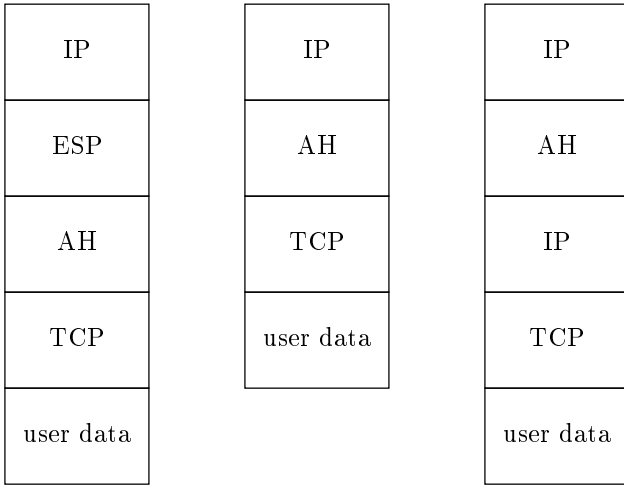 IP
ESP
AH
TCP
user data
IP
AH
TCP
user data
IP
AH
IP
TCP
user data